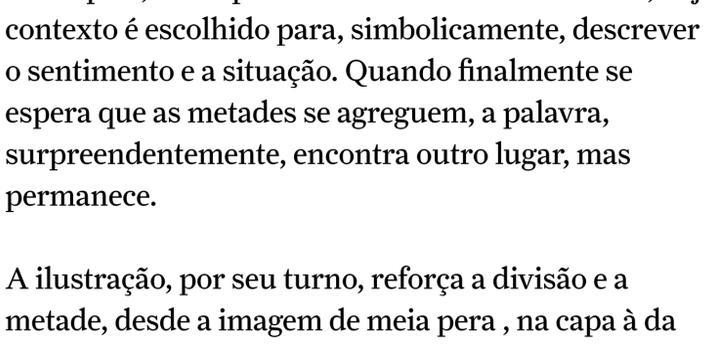 contexto é escolhido para, simbolicamente, descrever
o sentimento e a situação. Quando finalmente se
espera que as metades se agreguem, a palavra,
surpreendentemente, encontra outro lugar, mas
permanece.
A ilustração, por seu turno, reforça a divisão e a
metade, desde a imagem de meia pera , na capa à da